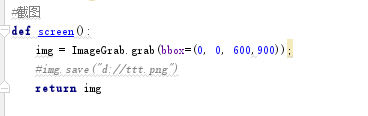 #截图
def screen():
    img = ImageGrab.grab(bbox=(0, 0, 600,900));
    #img.save("d://ttt.png")
    return img